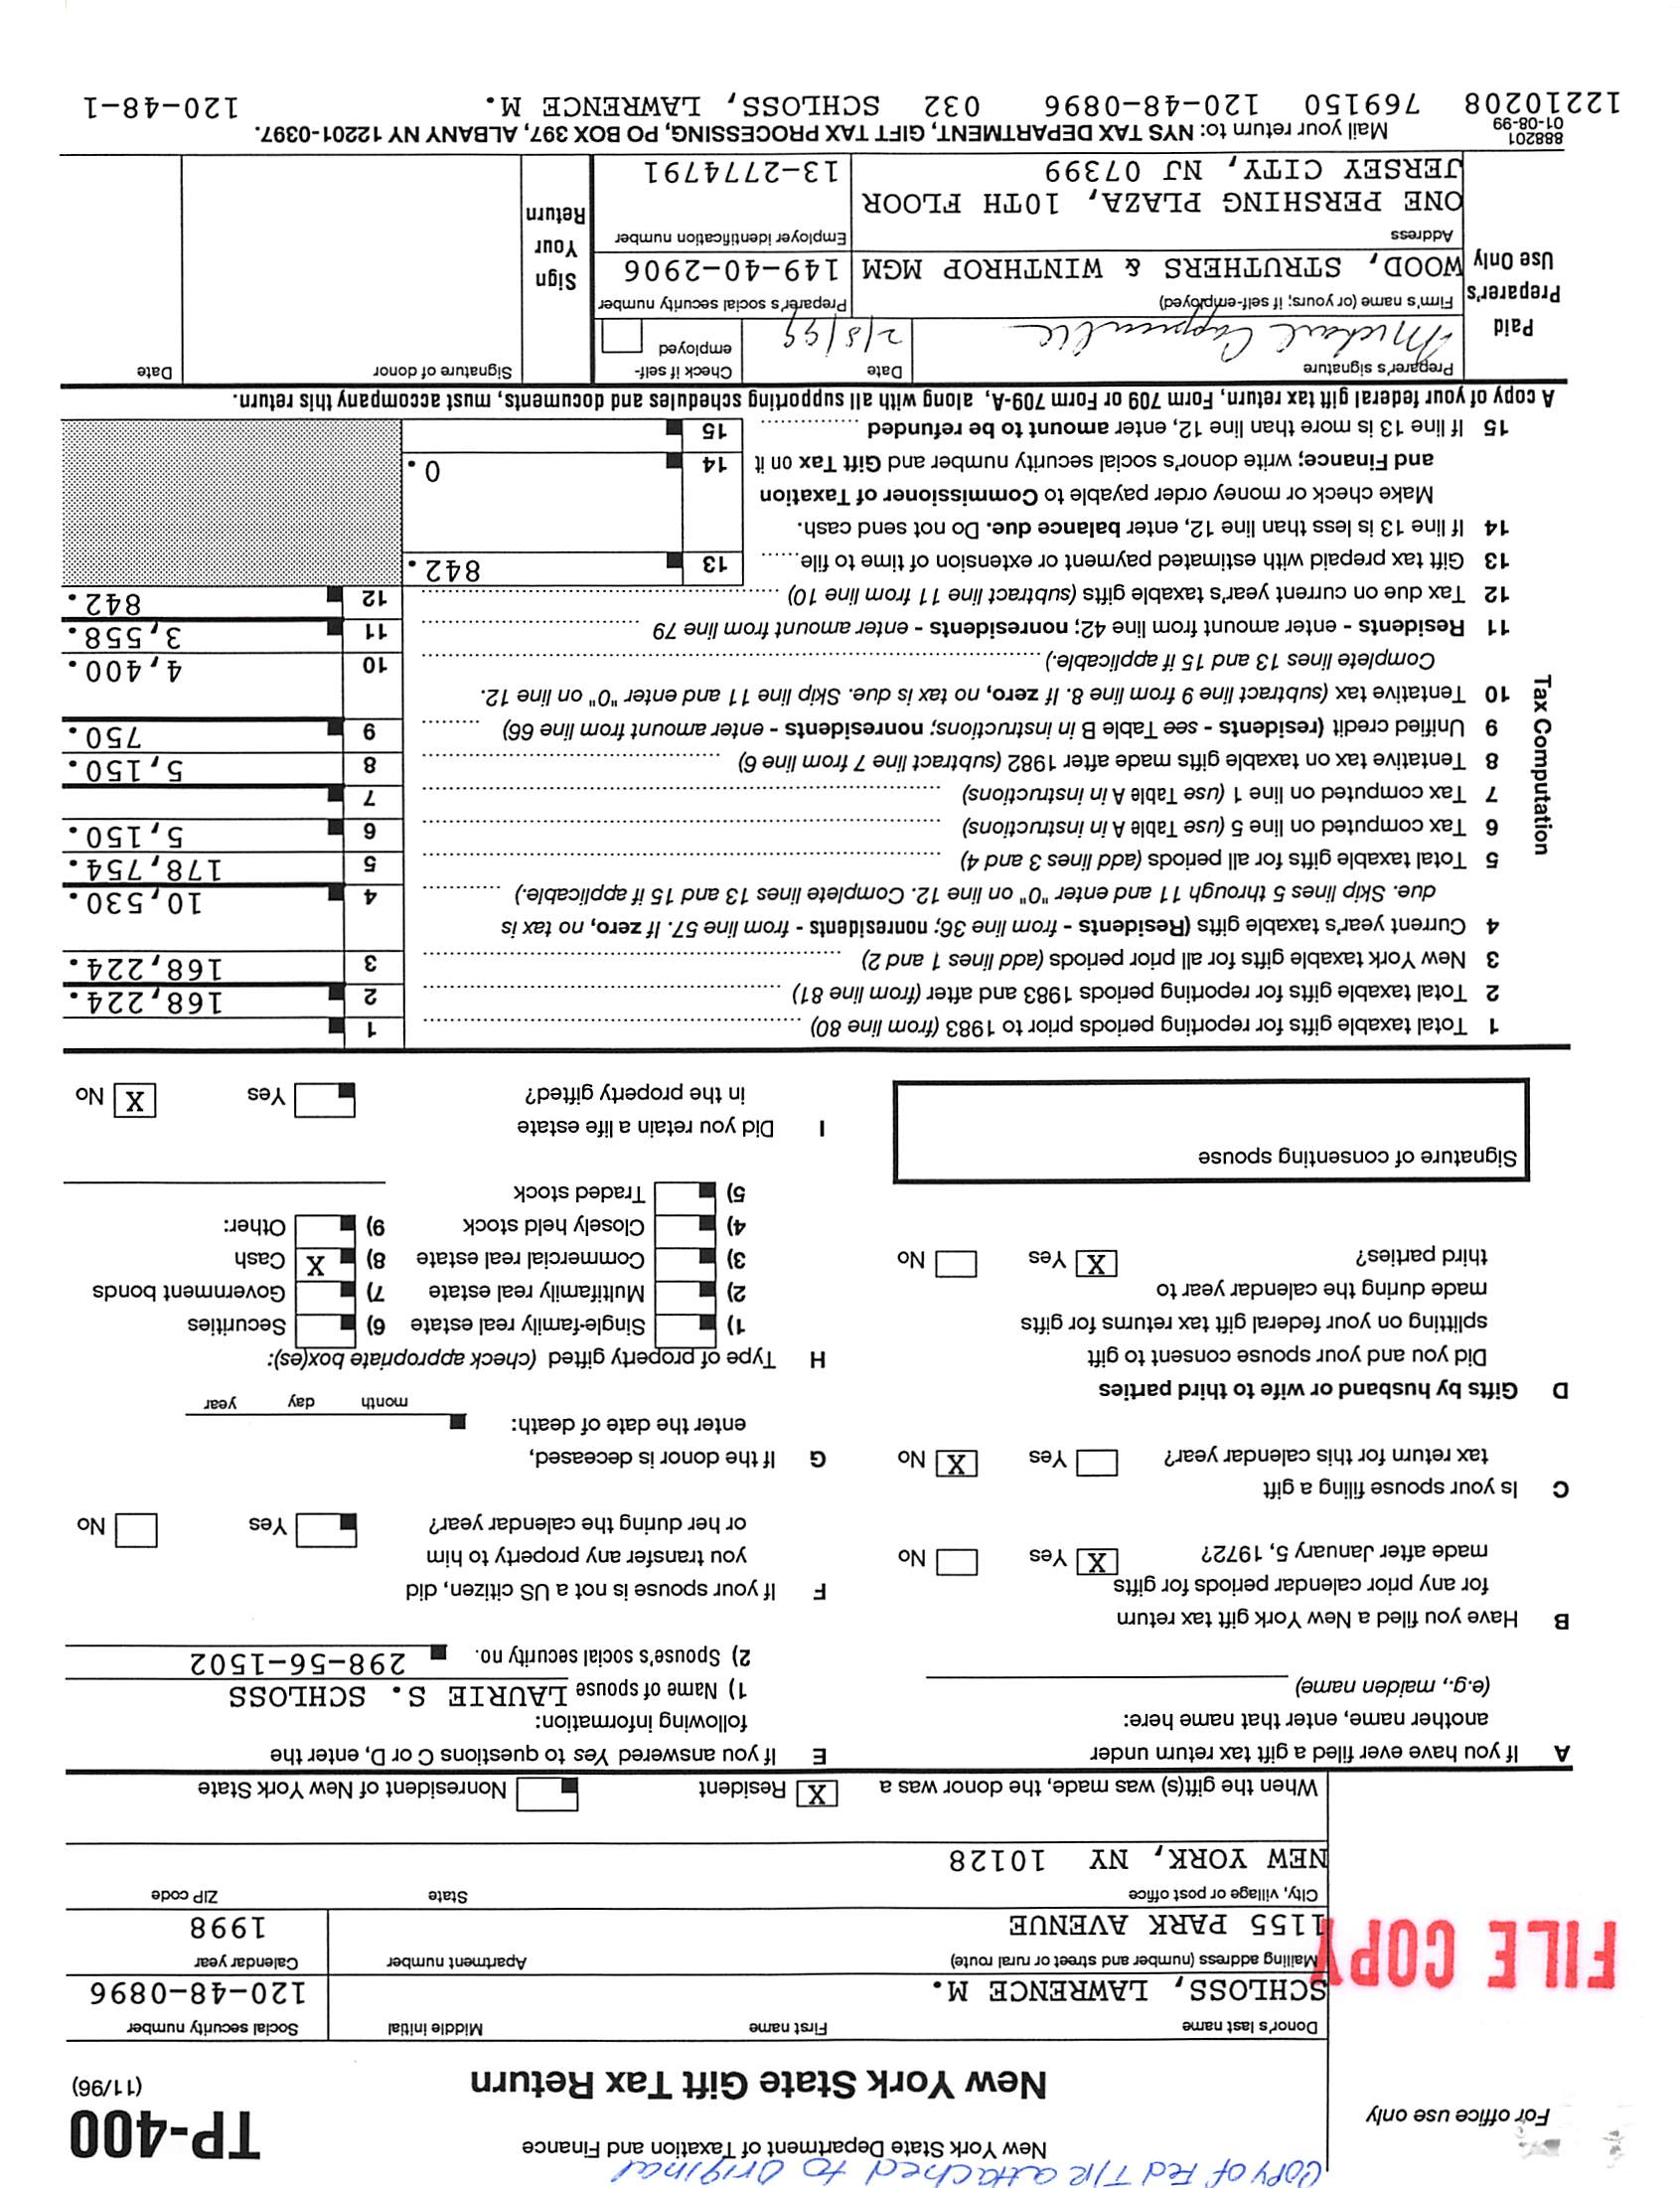 Copy of Fed T/R attached to original
For office use only
New York State Department of Taxation and Finance
New York State Gift Tax Return
TP-400
(11/96)
Donor's last name First name Middle initial Social security number
SCHLOSS, LAWRENCE M. 120-48-0896
FILE COPY
Mailing address (number and street or rural route) Apartment number Calendar year
1155 PARK AVENUE 1998
City, village or post office State ZIP code
NEW YORK, NY 10128
When the gift(s) was made, the donor was a X Resident Nonresident of New York State
A If you have ever filed a gift tax return under
another name, enter that name here:
(e.g., maiden name)
B Have you filed a New York gift tax return
for any prior calendar periods for gifts
made after January 5, 1972? X Yes No
C Is your spouse filing a gift
tax return for this calendar year? Yes X No
D Gifts by husband or wife to third parties
Did you and your spouse consent to gift
splitting on your federal gift tax returns for gifts
made during the calendar year to
third parties? X Yes No
Signature of consenting spouse
E If you answered Yes to questions C or D, enter the
following information:
1) Name of spouse LAURIE S. SCHLOSS
2) Spouse's social security no. 298-56-1502
F If your spouse is not a US citizen, did
you transfer any property to him
or her during the calendar year? Yes No
G If the donor is deceased,
enter the date of death:
month day year
H Type of property gifted (check appropriate box(es):
1) Single-family real estate 6) Securities
2) Multifamily real estate 7) Government bonds
3) Commercial real estate 8) X Cash
4) Closely held stock 9) Other:
5) Traded stock
I Did you retain a life estate
in the property gifted? Yes X No
Tax Computation
1 Total taxable gifts for reporting periods prior to 1983 (from line 80) 1
2 Total taxable gifts for reporting periods 1983 and after (from line 81) 2 168,224.
3 New York taxable gifts for all prior periods (add lines 1 and 2) 3 168,224.
4 Current year's taxable gifts (Residents - from line 36; nonresidents - from line 57. If zero, no tax is
due. Skip lines 5 through 11 and enter "0" on line 12. Complete lines 13 and 15 if applicable.) 4 10,530.
5 Total taxable gifts for all periods (add lines 3 and 4) 5 178,754.
6 Tax computed on line 5 (use Table A in instructions) 6 5,150.
7 Tax computed on line 1 (use Table A in instructions) 7
8 Tentative tax on taxable gifts made after 1982 (subtract line 7 from line 6) 8 5,150.
9 Unified credit (residents - see Table B in instructions; nonresidents - enter amount from line 66) 9 750.
10 Tentative tax (subtract line 9 from line 8. If zero, no tax is due. Skip line 11 and enter "0" on line 12.
Complete lines 13 and 15 if applicable.) 10 4,400.
11 Residents - enter amount from line 42; nonresidents - enter amount from line 79 11 3,558.
12 Tax due on current year's taxable gifts (subtract line 11 from line 10) 12 842.
13 Gift tax prepaid with estimated payment or extension of time to file 13 842.
14 If line 13 is less than line 12, enter balance due. Do not send cash.
Make check or money order payable to Commissioner of Taxation
and Finance; write donor's social security number and Gift Tax on it 14 0.
15 If line 13 is more than line 12, enter amount to be refunded 15
A copy of your federal gift tax return, Form 709 or Form 709-A, along with all supporting schedules and documents, must accompany this return.
Paid
Preparer's
Use Only
Preparer's signature Date Check if self-
employed
2/8/99
Firm's name (or yours; if self-employed) Preparer's social security number
WOOD, STRUTHERS & WINTHROP MGM 149-40-2906
Address Employer identification number
ONE PERSHING PLAZA, 10TH FLOOR
JERSEY CITY, NJ 07399 13-2774791
Sign
Your
Return
Signature of donor Date
888201
01-08-99
Mail your return to: NYS TAX DEPARTMENT, GIFT TAX PROCESSING, PO BOX 397, ALBANY NY 12201-0397.
12210208 769150 120-48-0896 032 SCHLOSS, LAWRENCE M. 120-48-1